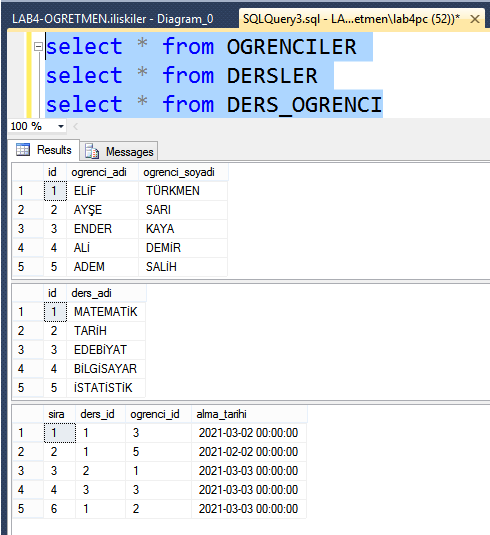 LAB4-OGRETMEN.iliskiler - Diagram_0 SQLQuery3.sql - LA...etmen\lab4pc (52))*
select * from OGRENCILER
select * from DERSLER
select * from DERS_OGRENCI
100 %
Results Messages
id ogrenci_adi ogrenci_soyadi
1 1 ELİF TÜRKMEN
2 2 AYŞE SARI
3 3 ENDER KAYA
4 4 ALİ DEMİR
5 5 ADEM SALİH
id ders_adi
1 1 MATEMATİK
2 2 TARİH
3 3 EDEBİYAT
4 4 BİLGİSAYAR
5 5 İSTATİSTİK
sira ders_id ogrenci_id alma_tarihi
1 1 1 3 2021-03-02 00:00:00
2 2 1 5 2021-02-02 00:00:00
3 3 2 1 2021-03-03 00:00:00
4 4 3 3 2021-03-03 00:00:00
5 6 1 2 2021-03-03 00:00:00